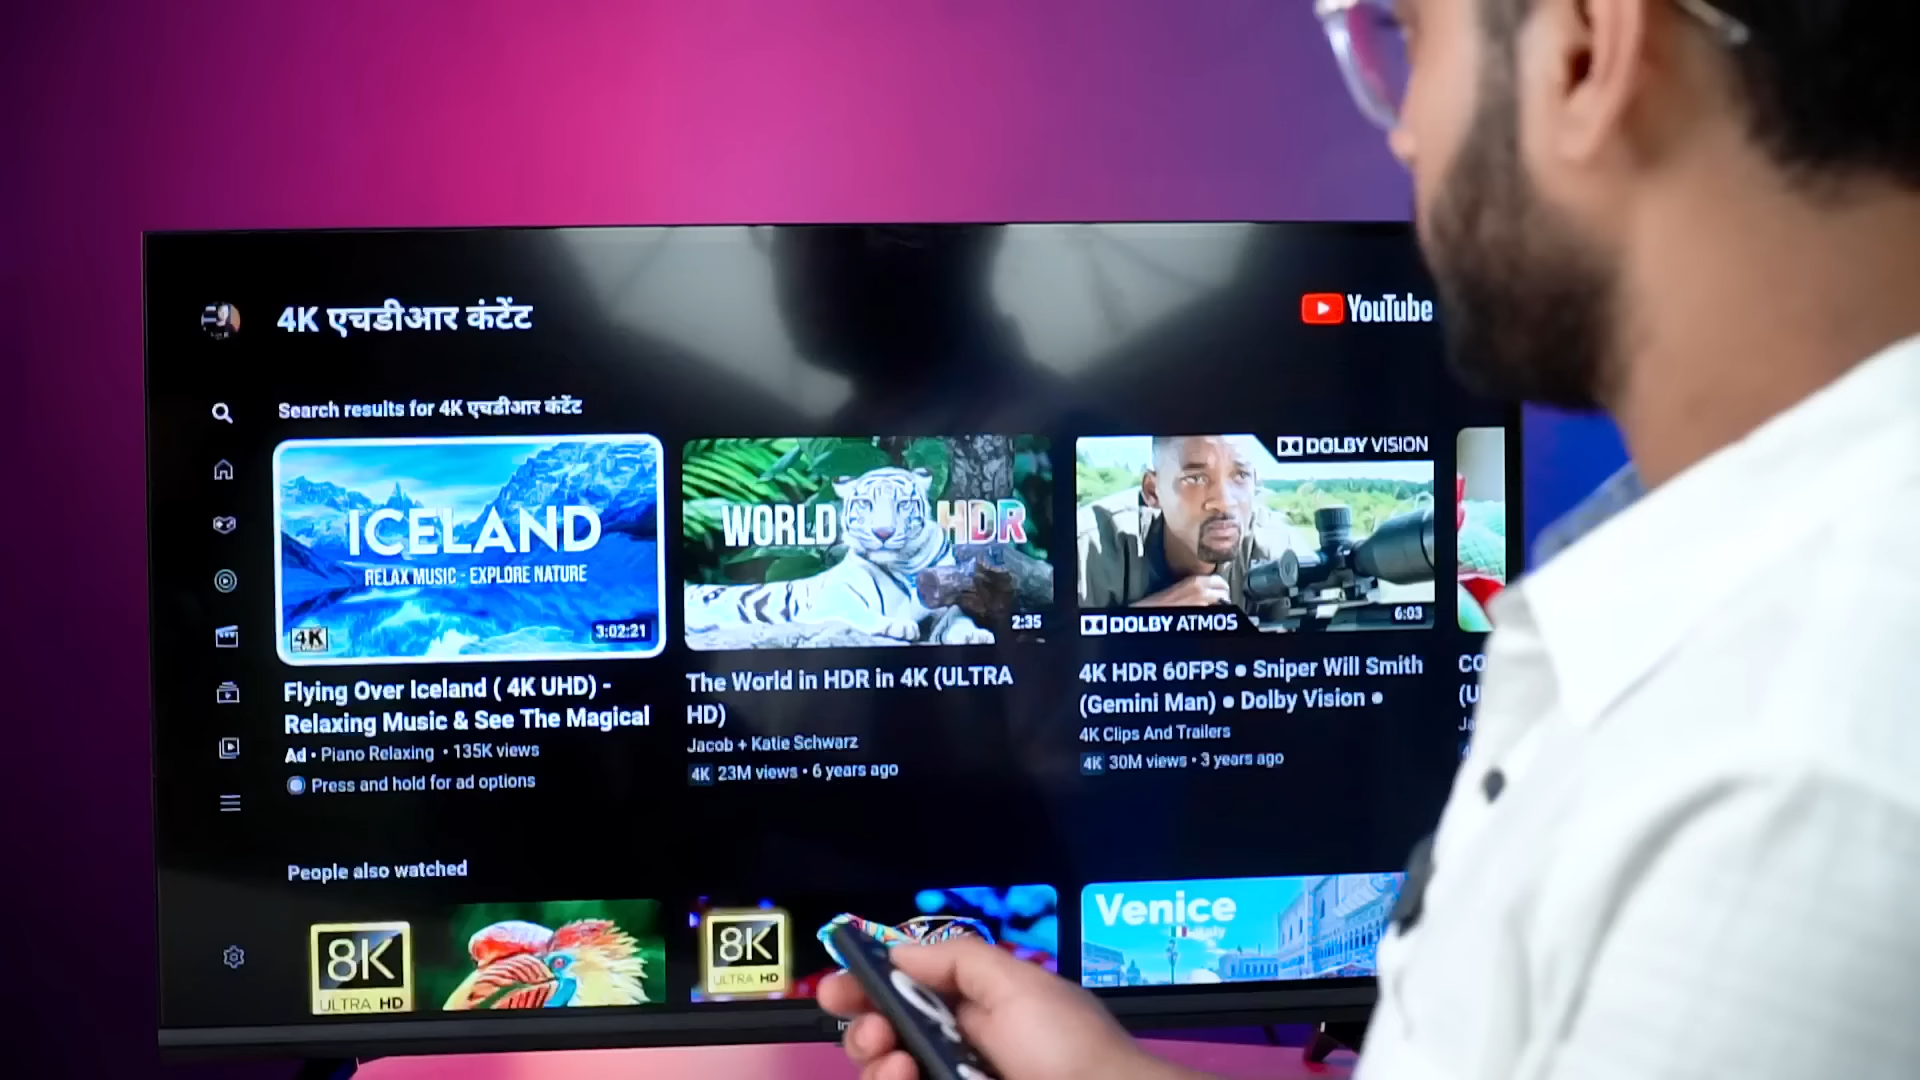 4K एचडीआर कंटेंट
YouTube
Search results for 4K एचडीआर कंटेंट
ICELAND
RELAX MUSIC - EXPLORE NATURE
4K
3:02:21
WORLD HDR
2:35
DOLBY VISION
DOLBY ATMOS
6:03
Flying Over Iceland ( 4K UHD) -
Relaxing Music & See The Magical
Ad • Piano Relaxing • 135K views
Press and hold for ad options
The World in HDR in 4K (ULTRA
HD)
Jacob + Katie Schwarz
4K 23M views • 6 years ago
4K HDR 60FPS ● Sniper Will Smith
(Gemini Man) ● Dolby Vision ●
4K Clips And Trailers
4K 30M views • 3 years ago
CO
(U
Ja
People also watched
8K
ULTRA HD
8K
ULTRA HD
Venice
Italy